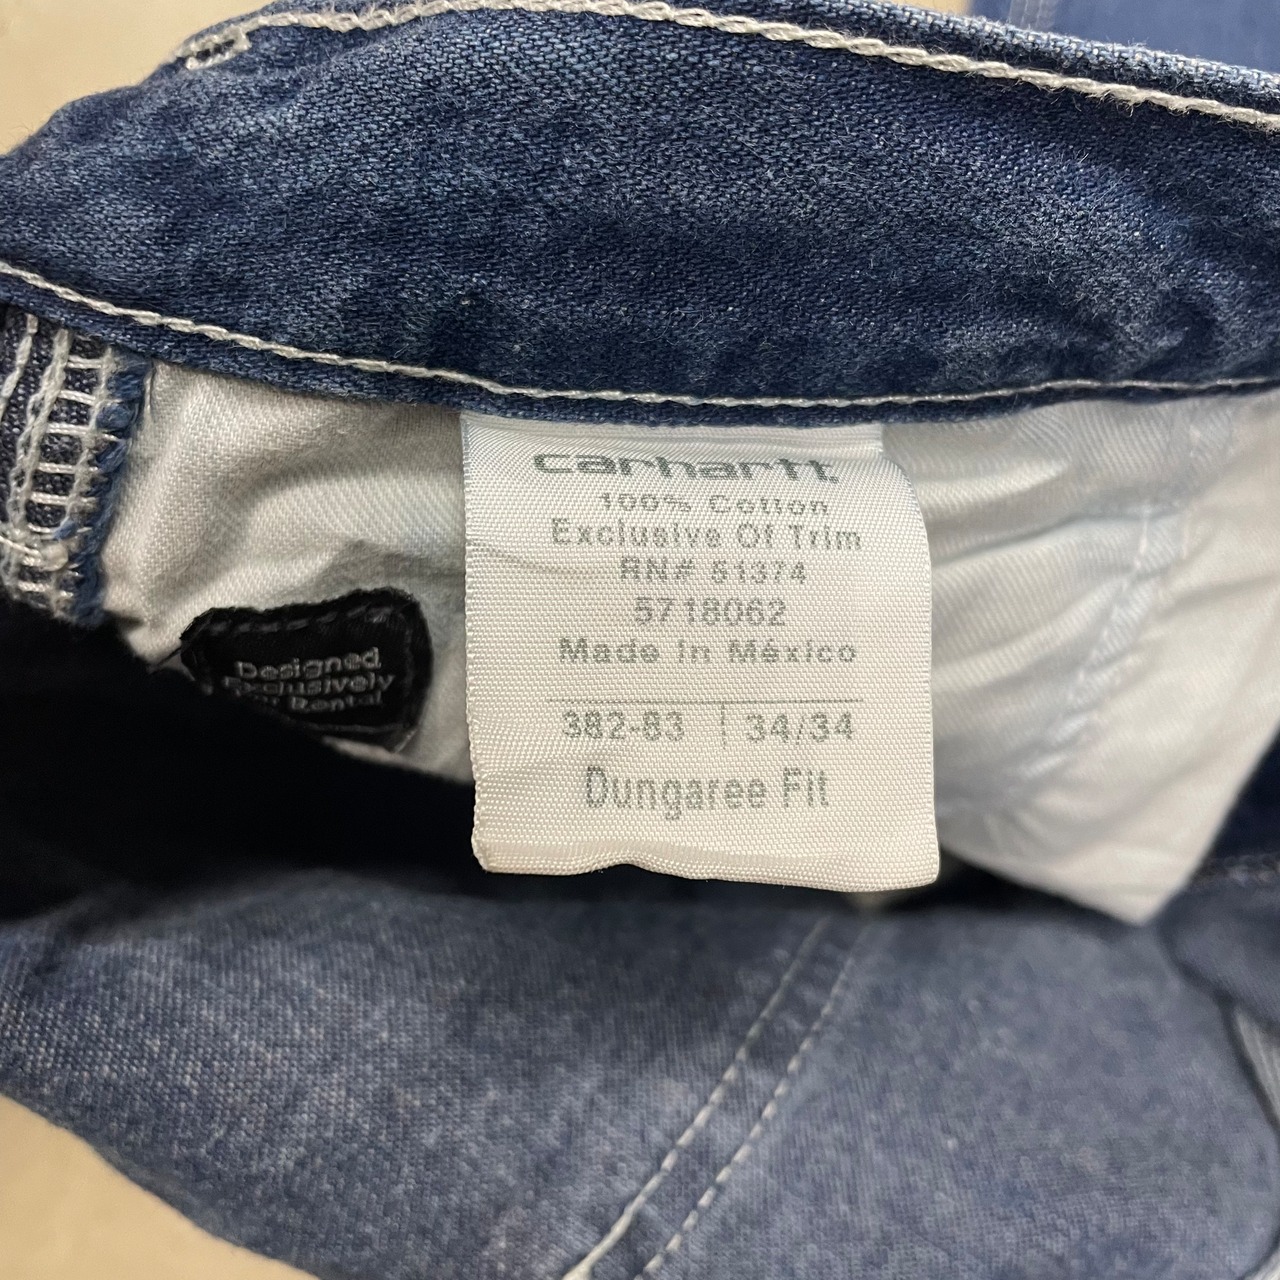 carhartt
100% Cotton
Exclusive Of Trim
RN# 51374
5718062
Made In México
382-83 34/34
Dungaree Fit
Designed
Exclusively
Rental